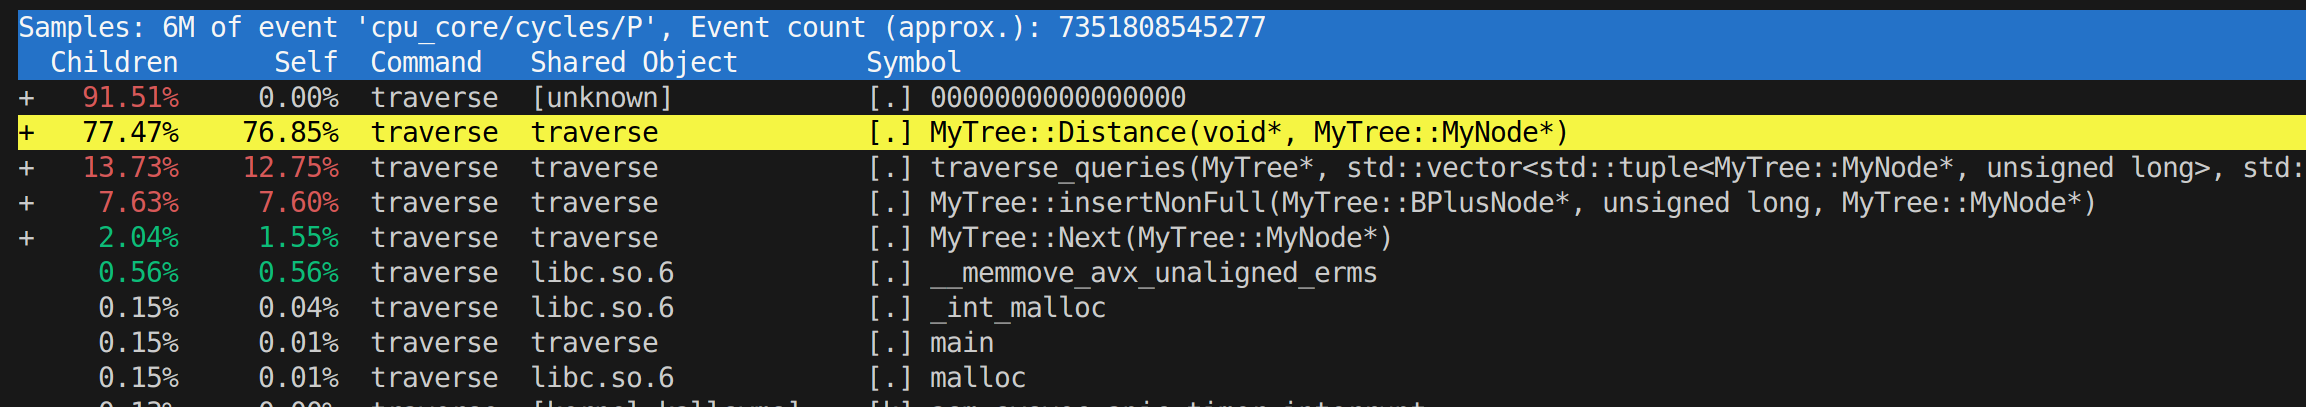 Samples: 6M of event 'cpu_core/cycles/P', Event count (approx.): 7351808545277
Children Self Command Shared Object Symbol
+ 91.51% 0.00% traverse [unknown] [.] 0000000000000000
+ 77.47% 76.85% traverse traverse [.] MyTree::Distance(void*, MyTree::MyNode*)
+ 13.73% 12.75% traverse traverse [.] traverse_queries(MyTree*, std::vector<std::tuple<MyTree::MyNode*, unsigned long>, std:
+ 7.63% 7.60% traverse traverse [.] MyTree::insertNonFull(MyTree::BPlusNode*, unsigned long, MyTree::MyNode*)
+ 2.04% 1.55% traverse traverse [.] MyTree::Next(MyTree::MyNode*)
0.56% 0.56% traverse libc.so.6 [.] __memmove_avx_unaligned_erms
0.15% 0.04% traverse libc.so.6 [.] _int_malloc
0.15% 0.01% traverse traverse [.] main
0.15% 0.01% traverse libc.so.6 [.] malloc